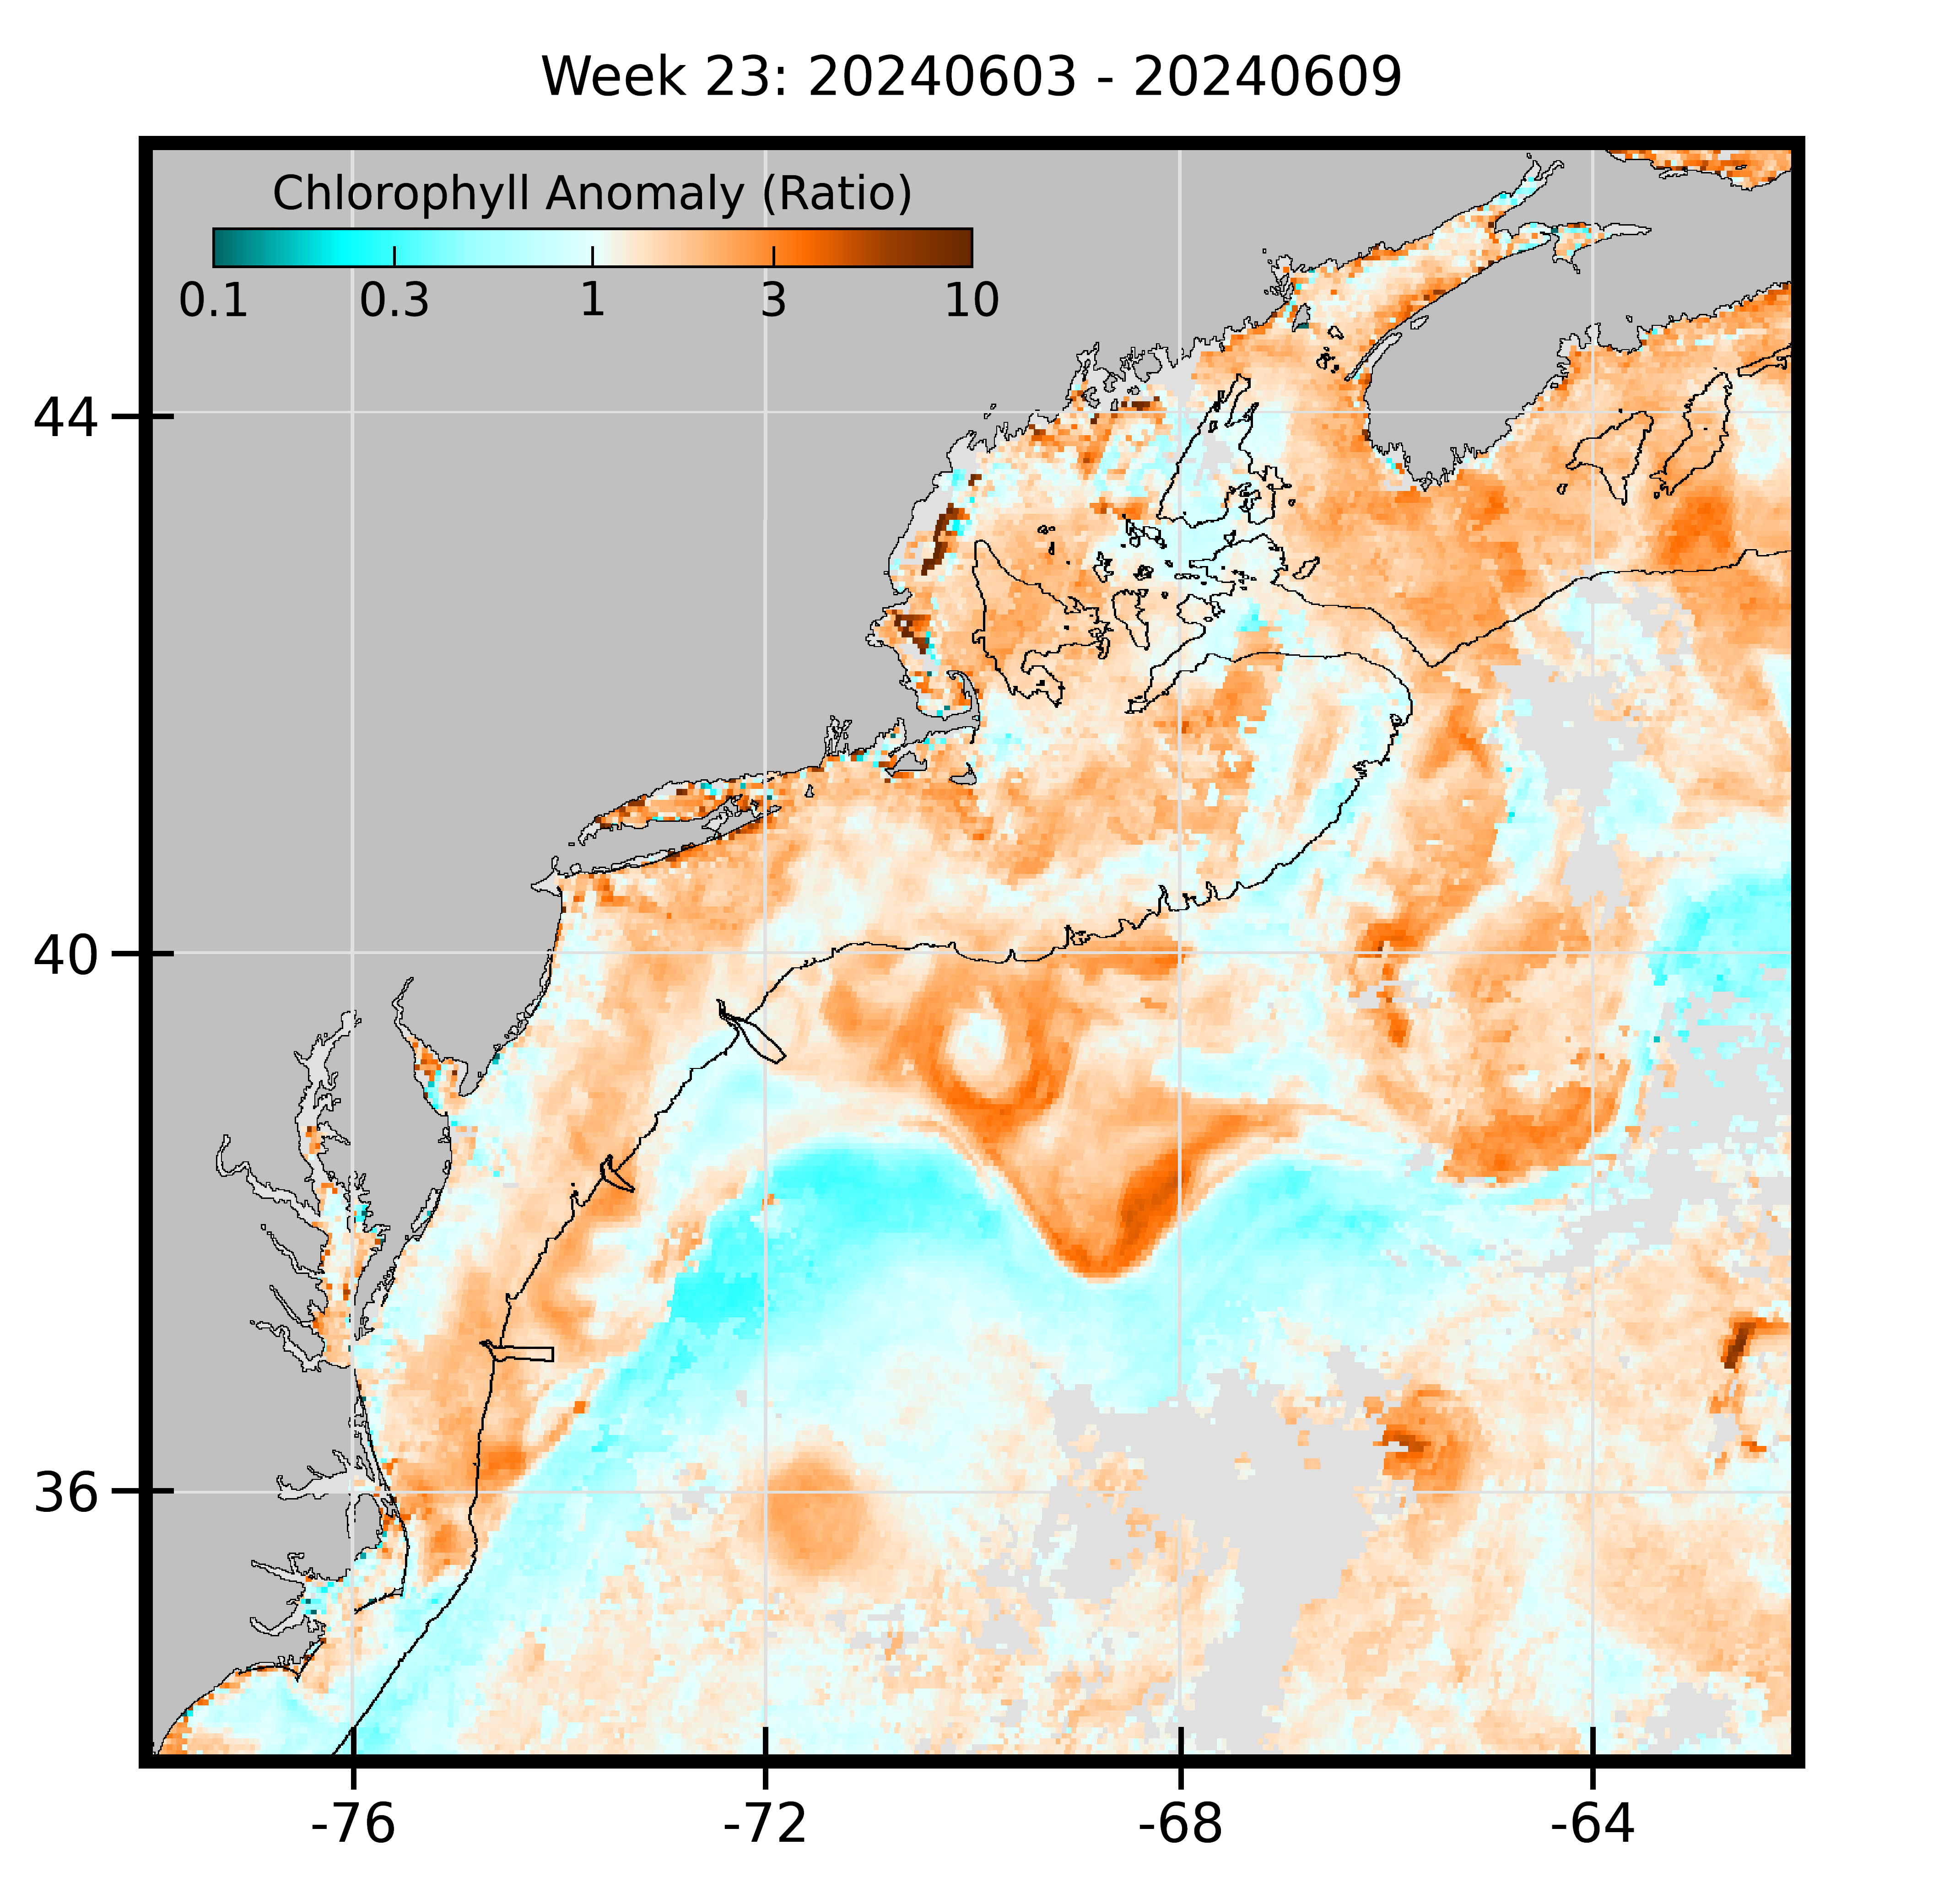 Week 23: 20240603 - 20240609
Chlorophyll Anomaly (Ratio)
0.1 0.3 1 3 10
44
40
36
-76 -72 -68 -64